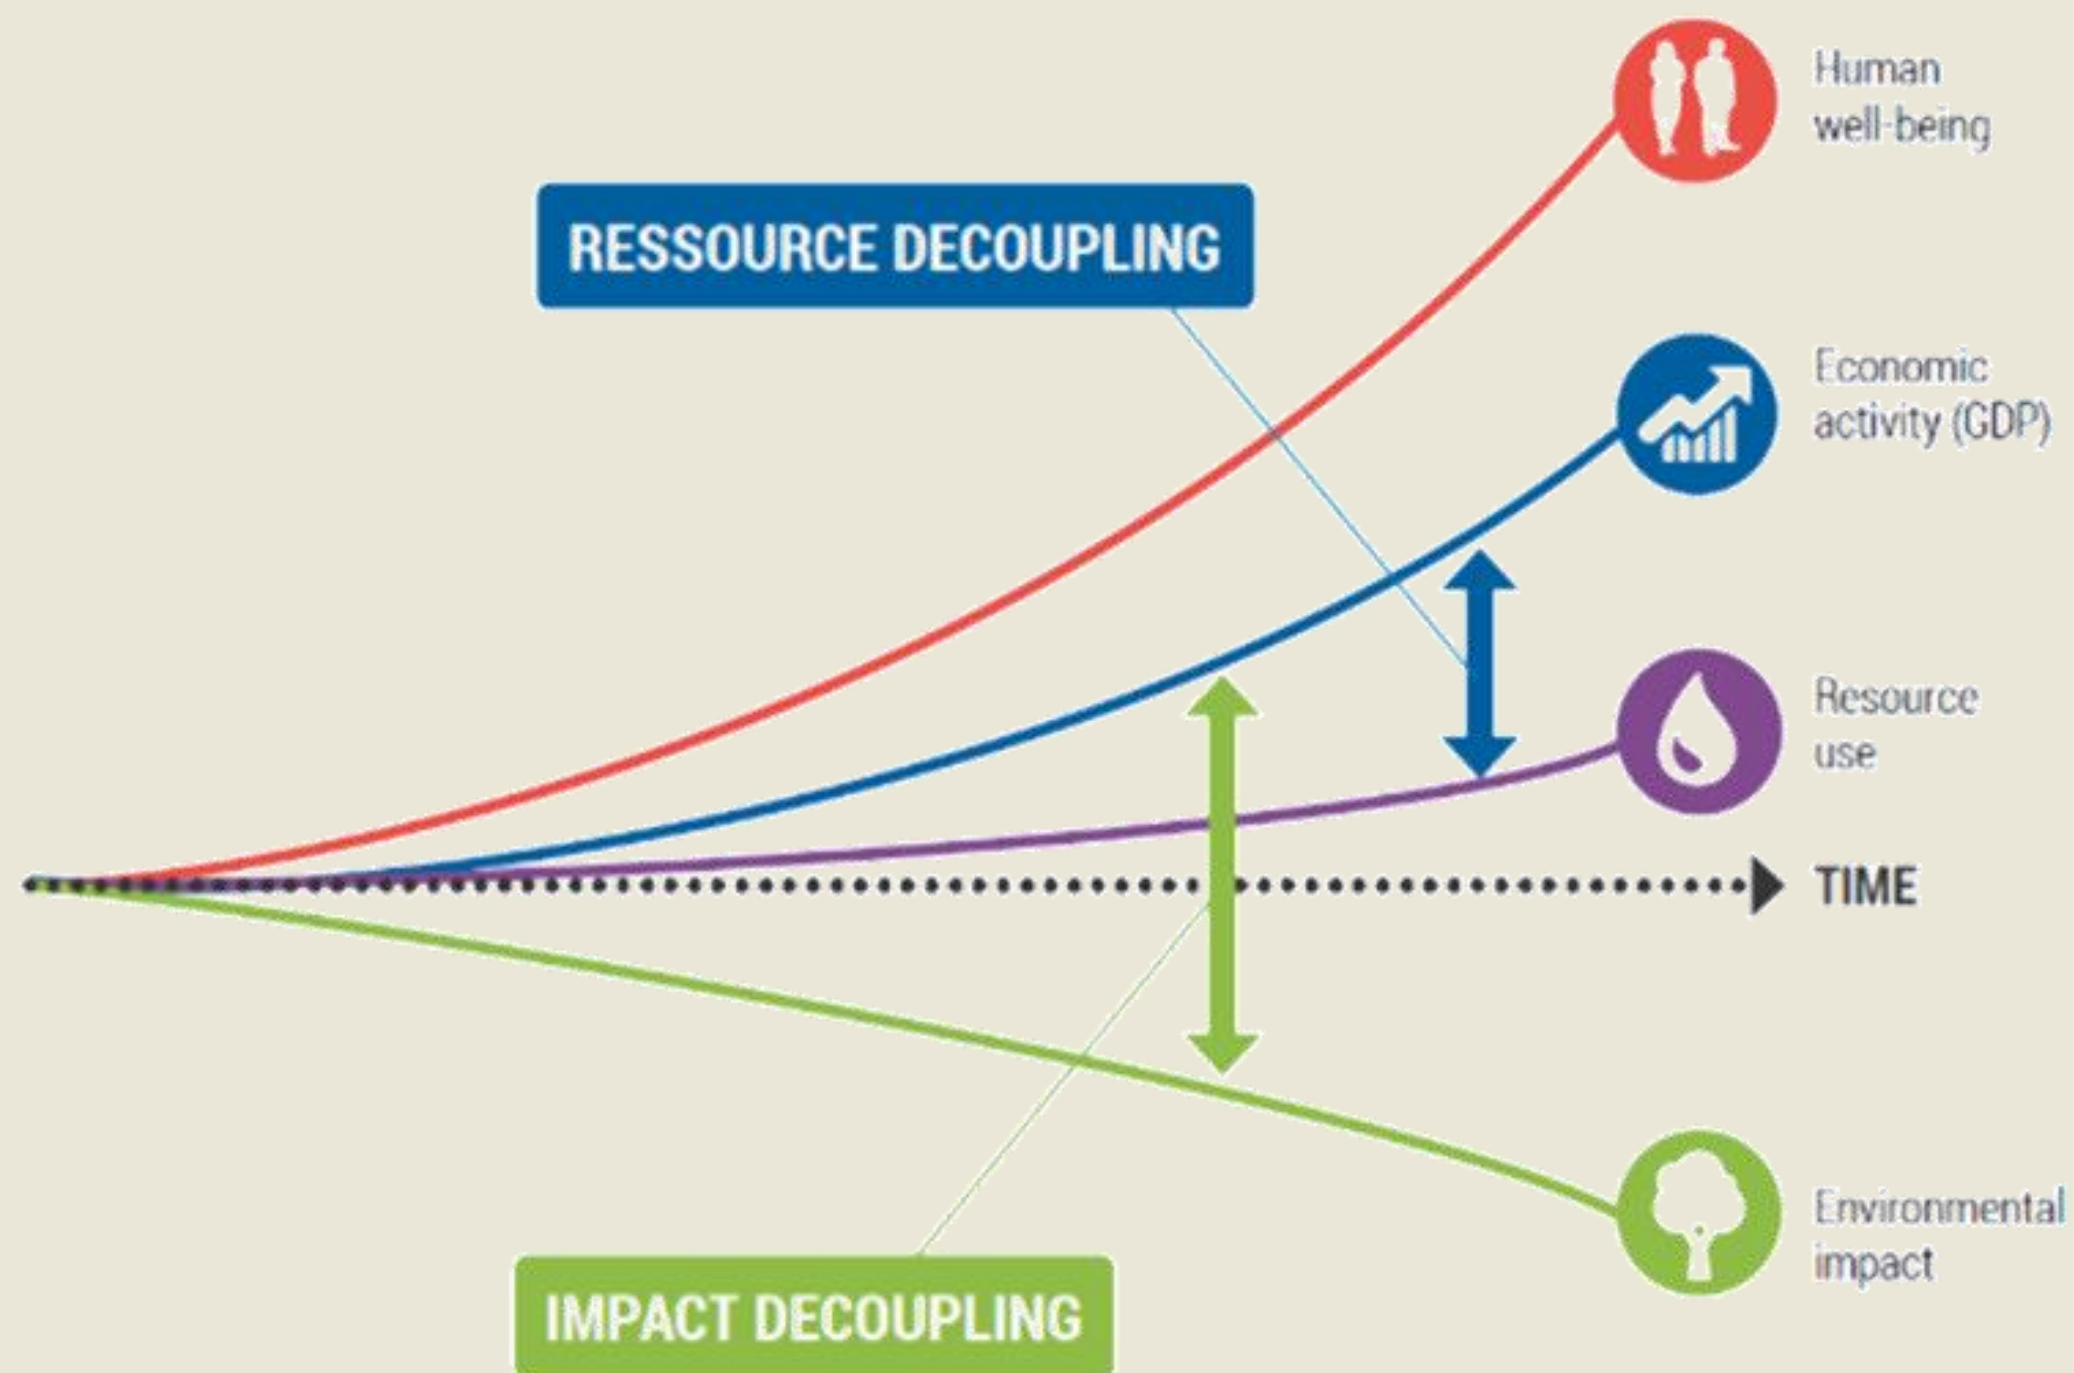 Human
well-being
RESSOURCE DECOUPLING
Economic
activity (GDP)
Resource
use
TIME
Environmental
impact
IMPACT DECOUPLING